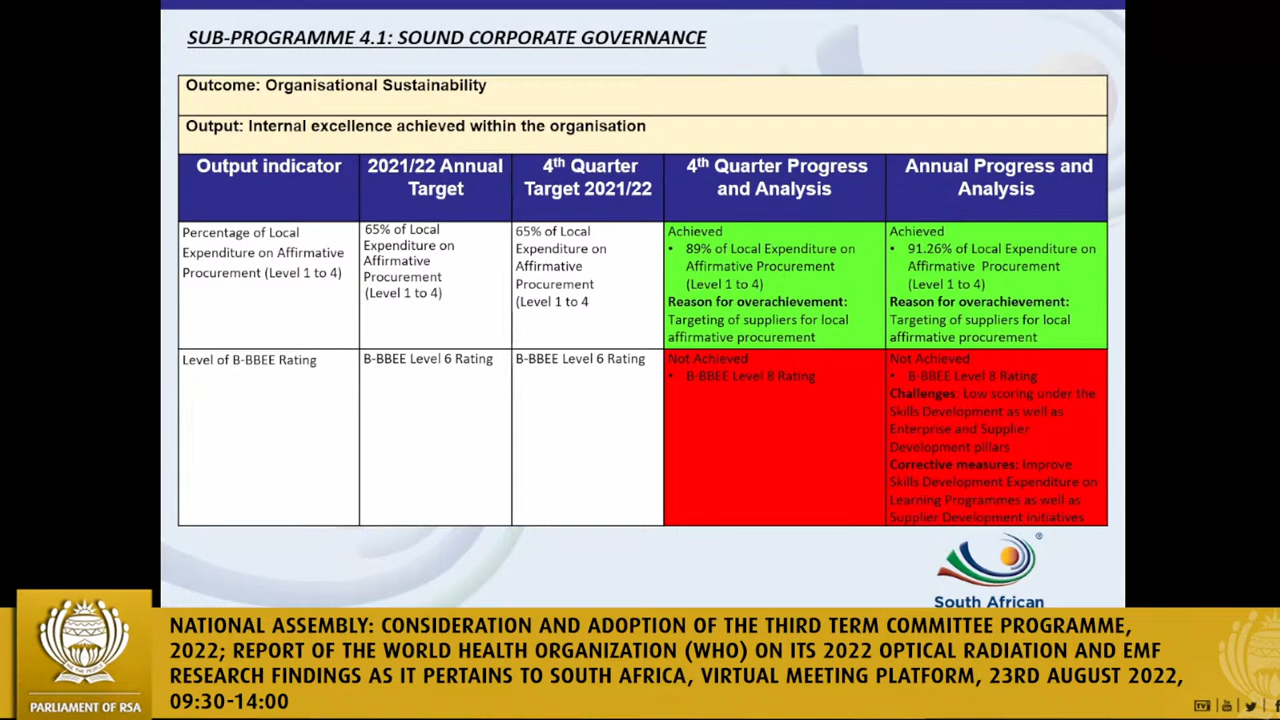 SUB-PROGRAMME 4.1: SOUND CORPORATE GOVERNANCE
Outcome: Organisational Sustainability
Output: Internal excellence achieved within the organisation
Output indicator
2021/22 Annual
Target
4th Quarter
Target 2021/22
4th Quarter Progress
and Analysis
Annual Progress and
Analysis
Percentage of Local
Expenditure on Affirmative
Procurement (Level 1 to 4)
65% of Local
Expenditure on
Affirmative
Procurement
(Level 1 to 4)
65% of Local
Expenditure on
Affirmative
Procurement
(Level 1 to 4
Achieved
• 89% of Local Expenditure on
Affirmative Procurement
(Level 1 to 4)
Reason for overachievement:
Targeting of suppliers for local
affirmative procurement
Achieved
• 91.26% of Local Expenditure on
Affirmative Procurement
(Level 1 to 4)
Reason for overachievement:
Targeting of suppliers for local
affirmative procurement
Level of B-BBEE Rating
B-BBEE Level 6 Rating
B-BBEE Level 6 Rating
Not Achieved
• B-BBEE Level 8 Rating
Not Achieved
• B-BBEE Level 8 Rating
Challenges: Low scoring under the
Skills Development as well as
Enterprise and Supplier
Development pillars
Corrective measures: Improve
Skills Development Expenditure on
Learning Programmes as well as
Supplier Development initiatives
®
South African
NATIONAL ASSEMBLY: CONSIDERATION AND ADOPTION OF THE THIRD TERM COMMITTEE PROGRAMME,
2022; REPORT OF THE WORLD HEALTH ORGANIZATION (WHO) ON ITS 2022 OPTICAL RADIATION AND EMF
RESEARCH FINDINGS AS IT PERTAINS TO SOUTH AFRICA, VIRTUAL MEETING PLATFORM, 23RD AUGUST 2022,
09:30-14:00
PARLIAMENT OF RSA